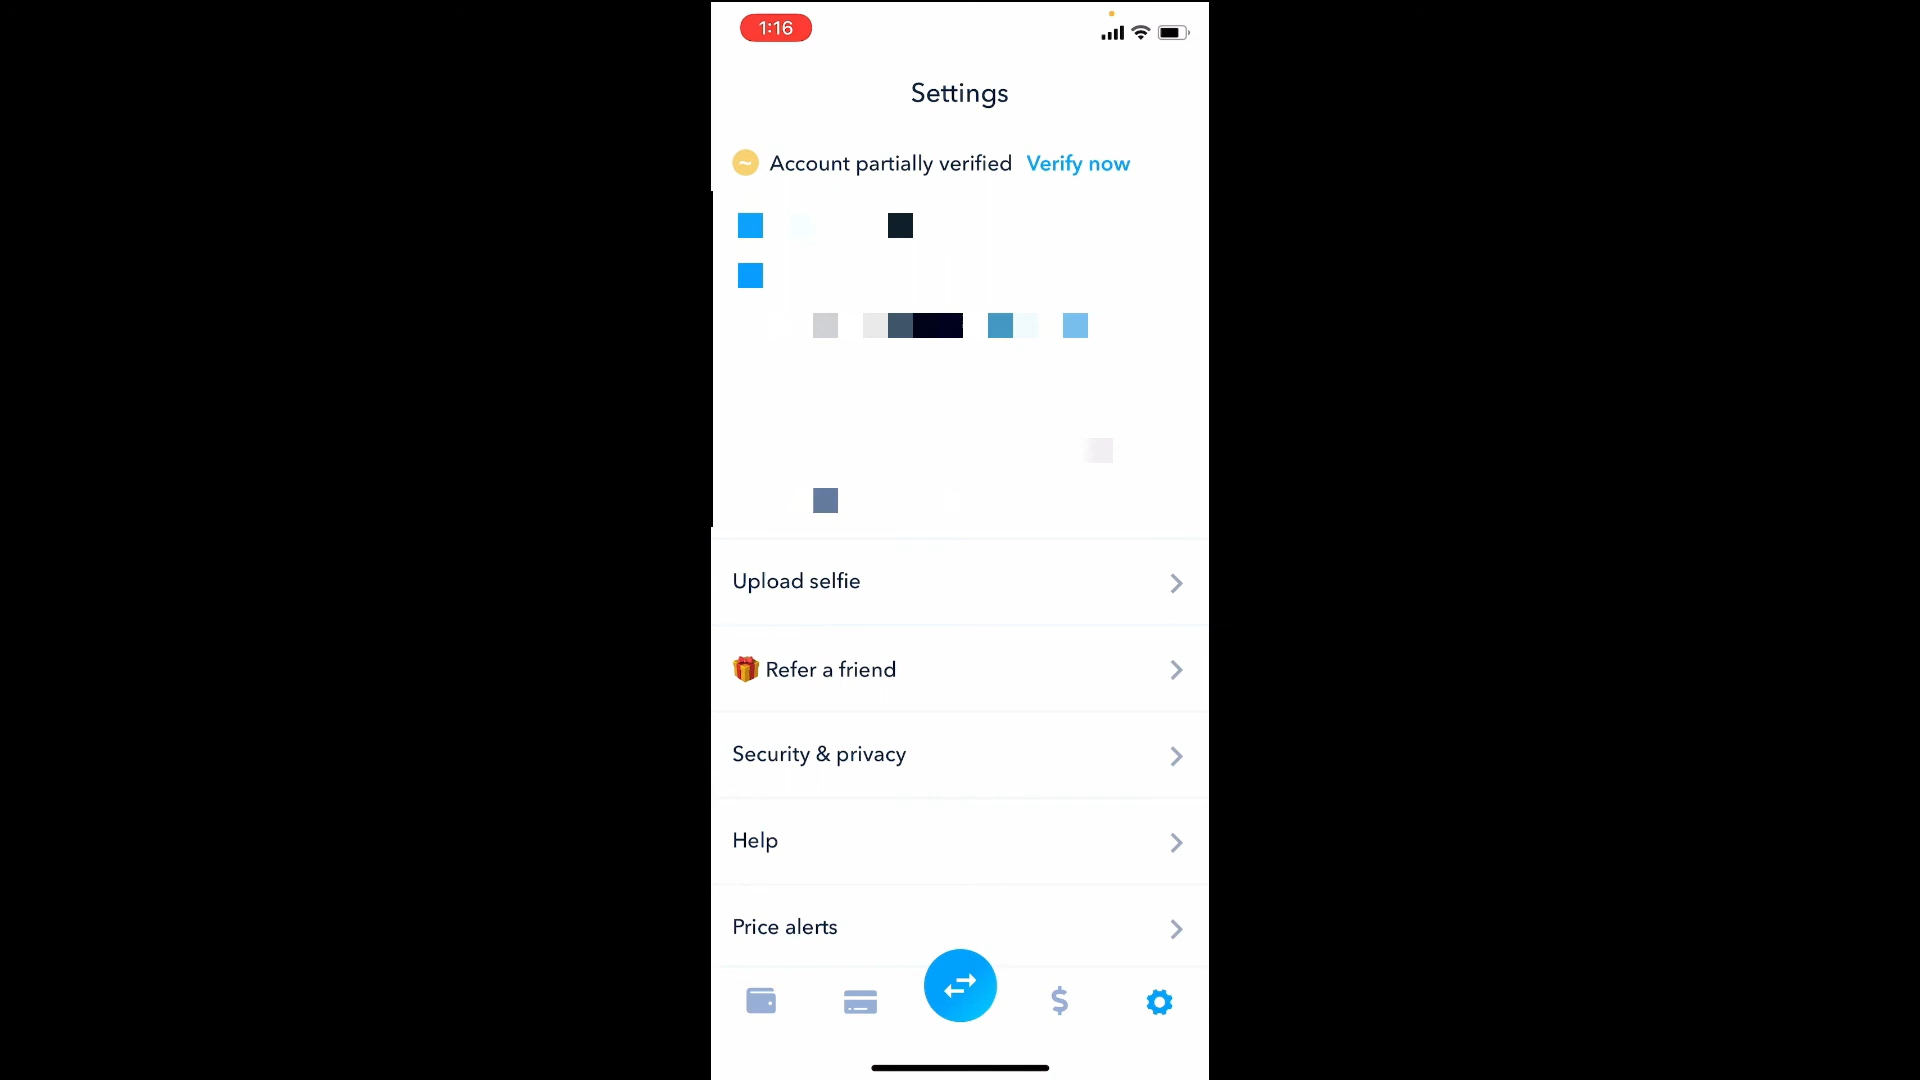 1:16
Settings
Account partially verified Verify now
Upload selfie
Refer a friend
Security & privacy
Help
Price alerts